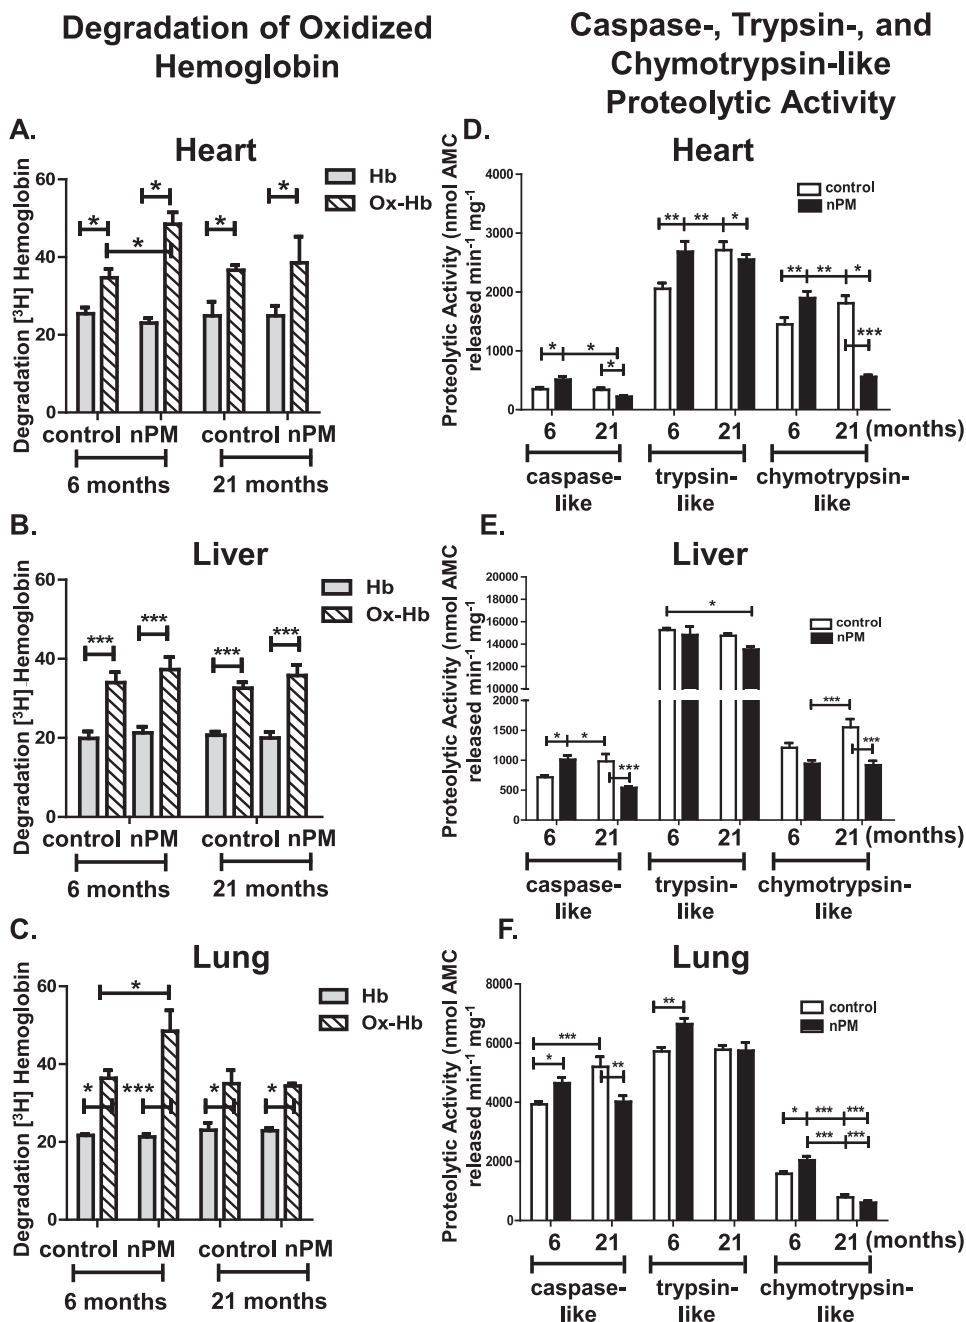 Degradation of Oxidized
Hemoglobin
Caspase-, Trypsin-, and
Chymotrypsin-like
Proteolytic Activity
A.
Heart
Degradation [³H] Hemoglobin
60
40
20
0
Hb
Ox-Hb
*
*
*
*
*
control nPM
control nPM
6 months
21 months
D.
Heart
Proteolytic Activity (nmol AMC
released min⁻¹ mg⁻¹
4000
3000
2000
1000
0
control
nPM
** ** *
** ** *
***
* *
*
6 21 6 21 6 21 (months)
caspase-
like
trypsin-
like
chymotrypsin-
like
B.
Liver
Degradation [³H] Hemoglobin
60
40
20
0
Hb
Ox-Hb
***
***
***
***
control nPM
control nPM
6 months
21 months
E.
Liver
Proteolytic Activity (nmol AMC
released min⁻¹ mg⁻¹
20000
18000
16000
14000
12000
10000
2000
1500
1000
500
0
control
nPM
*
***
***
* *
***
6 21 6 21 6 21 (months)
caspase-
like
trypsin-
like
chymotrypsin-
like
C.
Lung
Degradation [³H] Hemoglobin
60
40
20
0
Hb
Ox-Hb
*
* *** * *
control nPM
control nPM
6 months
21 months
F.
Lung
Proteolytic Activity (nmol AMC
released min⁻¹ mg⁻¹
8000
6000
4000
2000
0
control
nPM
**
***
* **
* *** ***
*** ***
6 21 6 21 6 21 (months)
caspase-
like
trypsin-
like
chymotrypsin-
like